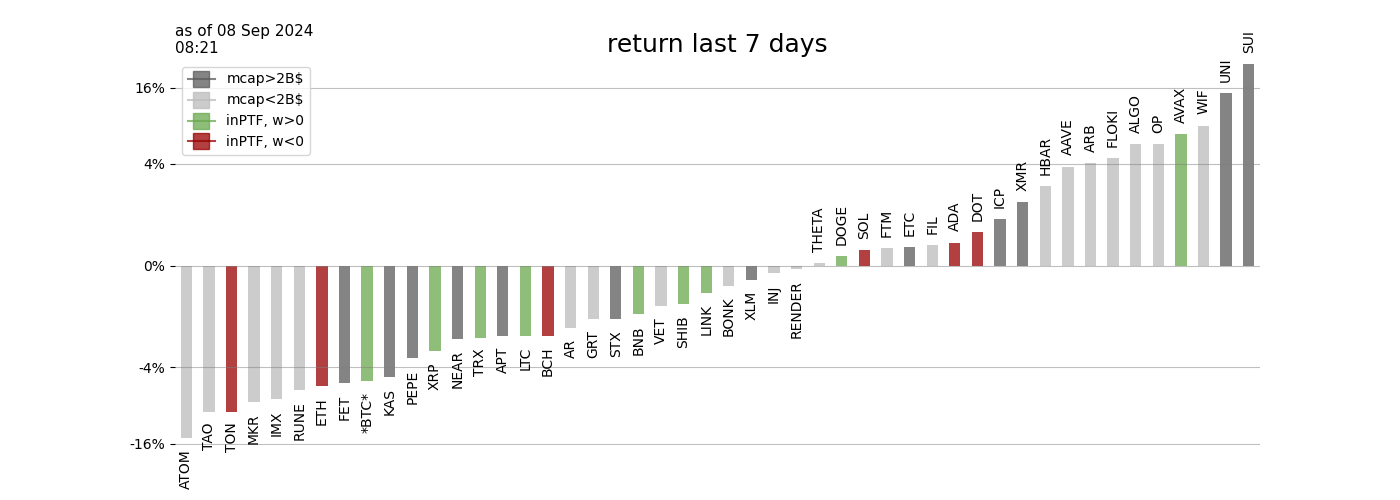 as of 08 Sep 2024
08:21
return last 7 days
mcap>2B$
mcap<2B$
inPTF, w>0
inPTF, w<0
16%
4%
0%
-4%
-16%
ATOM
TAO
TON
MKR
IMX
RUNE
ETH
FET
*BTC*
KAS
PEPE
XRP
NEAR
TRX
APT
LTC
BCH
AR
GRT
STX
BNB
VET
SHIB
LINK
BONK
XLM
INJ
RENDER
THETA
DOGE
SOL
FTM
ETC
FIL
ADA
DOT
ICP
XMR
HBAR
AAVE
ARB
FLOKI
ALGO
OP
AVAX
WIF
UNI
SUI